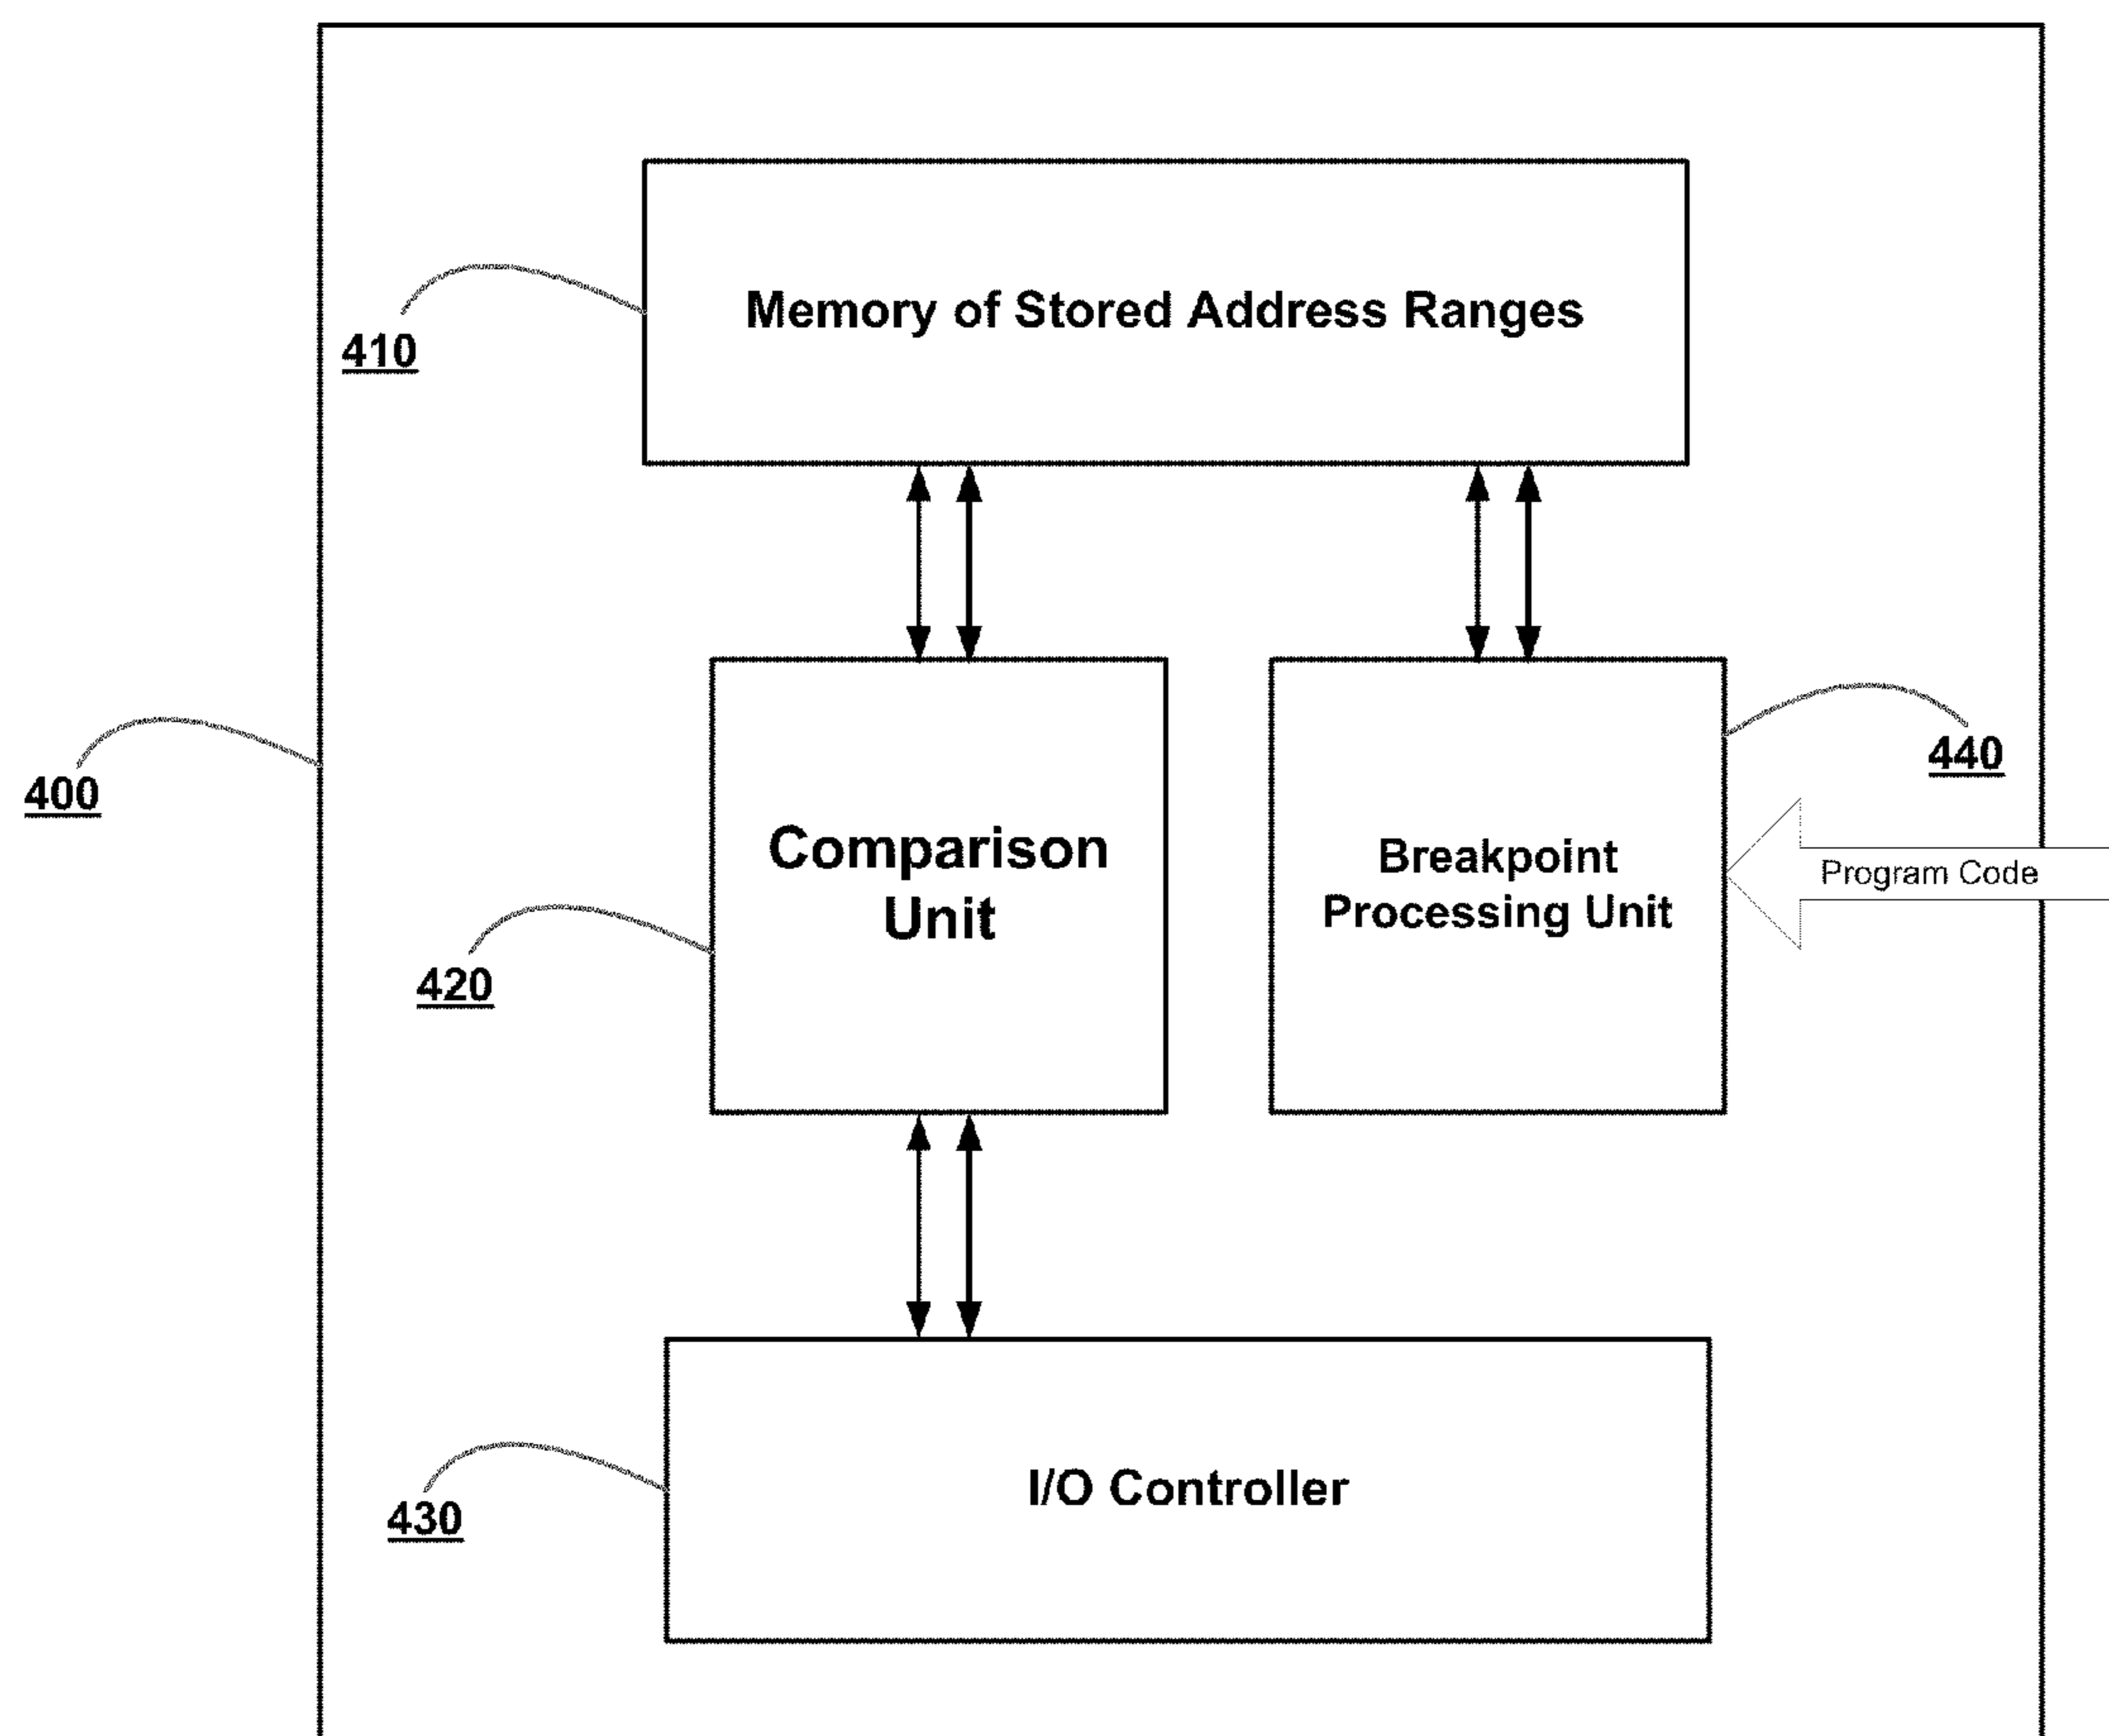 Memory of Stored Address Ranges
410
400
440
Comparison
Unit
Breakpoint
Processing Unit
Program Code
420
I/O Controller
430